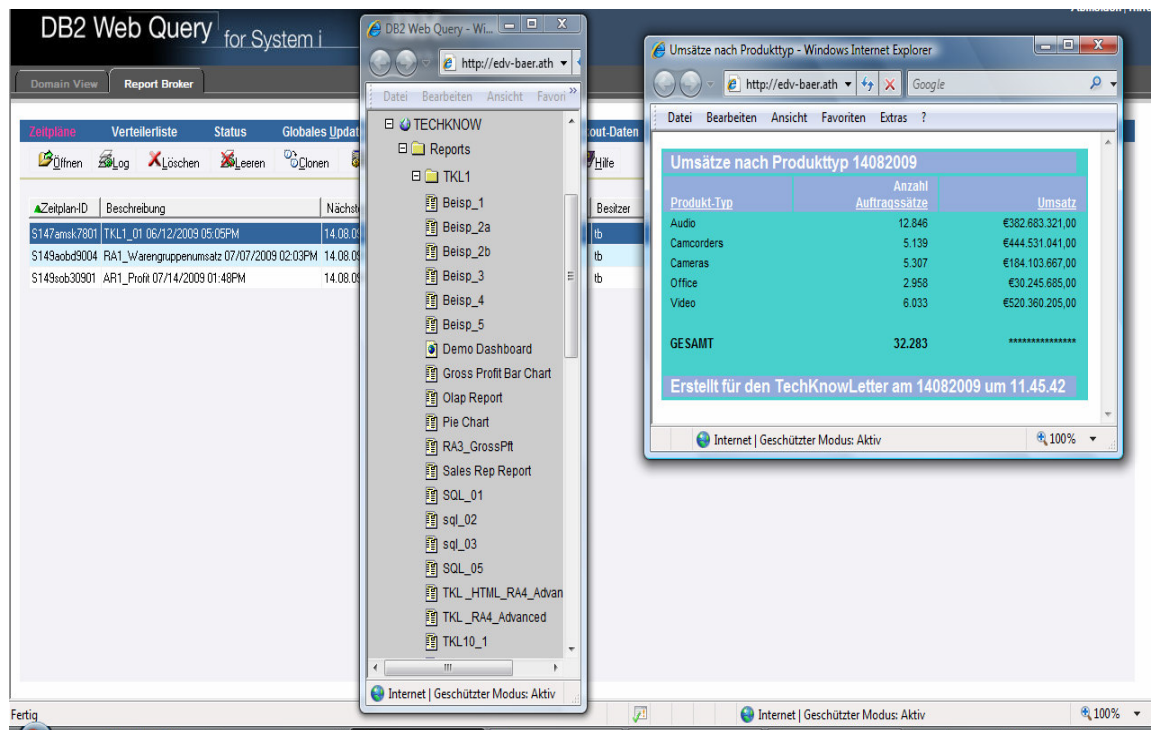 DB2 Web Query for System i
Domain View Report Broker
Zeitpläne Verteilerliste Status Globales Updat
Öffnen Log Löschen Leeren Clonen
Zeitplan-ID Beschreibung Nächst
S147amsk7801 TKL1_01 06/12/2009 05:05PM 14.08.0
S149aobd9004 RA1_Warengruppenumsatz 07/07/2009 02:03PM 14.08.0
S149sob30901 AR1_Profit 07/14/2009 01:48PM 14.08.0
Fertig
DB2 Web Query - Wi...
http://edv-baer.ath
Datei Bearbeiten Ansicht Favori »
TECHKNOW
Reports
TKL1
Beisp_1
Beisp_2a
Beisp_2b
Beisp_3
Beisp_4
Beisp_5
Demo Dashboard
Gross Profit Bar Chart
Olap Report
Pie Chart
RA3_GrossPft
Sales Rep Report
SQL_01
sql_02
sql_03
SQL_05
TKL _HTML_RA4_Advan
TKL _RA4_Advanced
TKL10_1
Internet | Geschützter Modus: Aktiv
out-Daten
Hilfe
Besitzer
tb
tb
tb
Umsätze nach Produkttyp - Windows Internet Explorer
http://edv-baer.ath Google
Datei Bearbeiten Ansicht Favoriten Extras ?
Umsätze nach Produkttyp 14082009
Anzahl
Produkt-Typ Auftragssätze Umsatz
Audio 12.846 €382.683.321,00
Camcorders 5.139 €444.531.041,00
Cameras 5.307 €184.103.667,00
Office 2.958 €30.245.685,00
Video 6.033 €520.360.205,00
GESAMT 32.283 ***************
Erstellt für den TechKnowLetter am 14082009 um 11.45.42
Internet | Geschützter Modus: Aktiv 100%
Internet | Geschützter Modus: Aktiv 100%